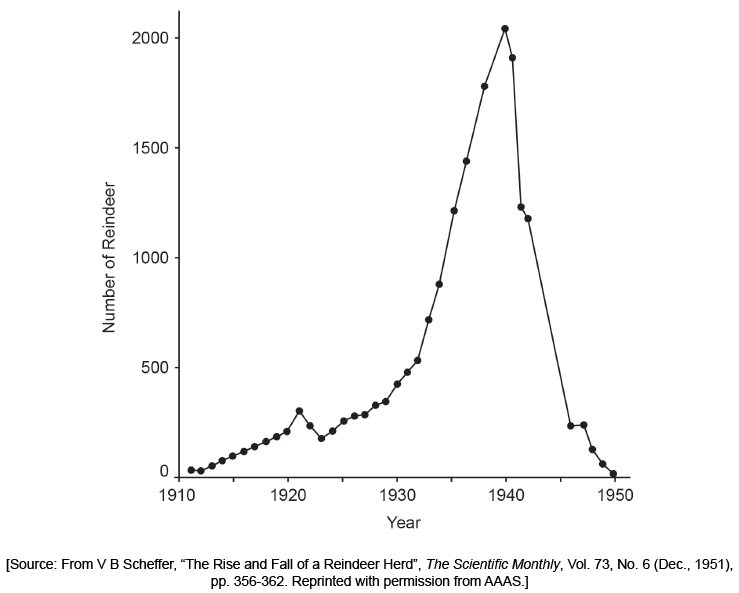 2000
1500
1000
500
0
Number of Reindeer
1910 1920 1930 1940 1950
Year
[Source: From V B Scheffer, “The Rise and Fall of a Reindeer Herd”, The Scientific Monthly, Vol. 73, No. 6 (Dec., 1951),
pp. 356-362. Reprinted with permission from AAAS.]